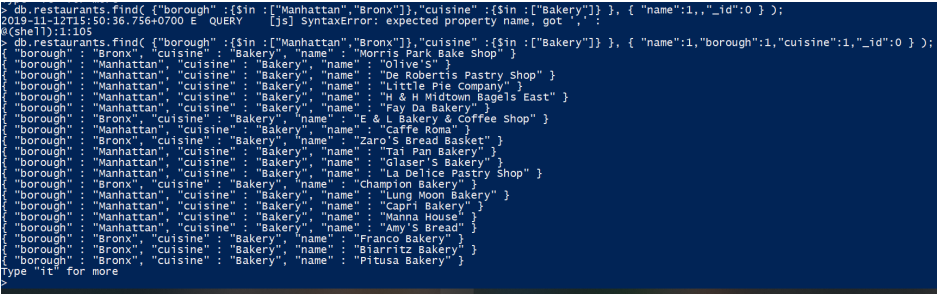 > db.restaurants.find( {"borough" :{$in :["Manhattan","Bronx"]},"cuisine" :{$in :["Bakery"]} }, { "name":1,,"_id":0 } );
2019-11-12T15:50:36.756+0700 E  QUERY    [js] SyntaxError: expected property name, got ',' :
@(shell):1:105
> db.restaurants.find( {"borough" :{$in :["Manhattan","Bronx"]},"cuisine" :{$in :["Bakery"]} }, { "name":1,"borough":1,"cuisine":1,"_id":0 } );
{ "borough" : "Bronx", "cuisine" : "Bakery", "name" : "Morris Park Bake Shop" }
{ "borough" : "Manhattan", "cuisine" : "Bakery", "name" : "Olive'S" }
{ "borough" : "Manhattan", "cuisine" : "Bakery", "name" : "De Robertis Pastry Shop" }
{ "borough" : "Manhattan", "cuisine" : "Bakery", "name" : "Little Pie Company" }
{ "borough" : "Manhattan", "cuisine" : "Bakery", "name" : "H & H Midtown Bagels East" }
{ "borough" : "Manhattan", "cuisine" : "Bakery", "name" : "Fay Da Bakery" }
{ "borough" : "Bronx", "cuisine" : "Bakery", "name" : "E & L Bakery & Coffee Shop" }
{ "borough" : "Manhattan", "cuisine" : "Bakery", "name" : "Caffe Roma" }
{ "borough" : "Bronx", "cuisine" : "Bakery", "name" : "Zaro'S Bread Basket" }
{ "borough" : "Manhattan", "cuisine" : "Bakery", "name" : "Tai Pan Bakery" }
{ "borough" : "Manhattan", "cuisine" : "Bakery", "name" : "Glaser'S Bakery" }
{ "borough" : "Manhattan", "cuisine" : "Bakery", "name" : "La Delice Pastry Shop" }
{ "borough" : "Bronx", "cuisine" : "Bakery", "name" : "Champion Bakery" }
{ "borough" : "Manhattan", "cuisine" : "Bakery", "name" : "Lung Moon Bakery" }
{ "borough" : "Manhattan", "cuisine" : "Bakery", "name" : "Capri Bakery" }
{ "borough" : "Manhattan", "cuisine" : "Bakery", "name" : "Manna House" }
{ "borough" : "Manhattan", "cuisine" : "Bakery", "name" : "Amy'S Bread" }
{ "borough" : "Bronx", "cuisine" : "Bakery", "name" : "Franco Bakery" }
{ "borough" : "Bronx", "cuisine" : "Bakery", "name" : "Biarritz Bakery" }
{ "borough" : "Bronx", "cuisine" : "Bakery", "name" : "Pitusa Bakery" }
Type "it" for more
>